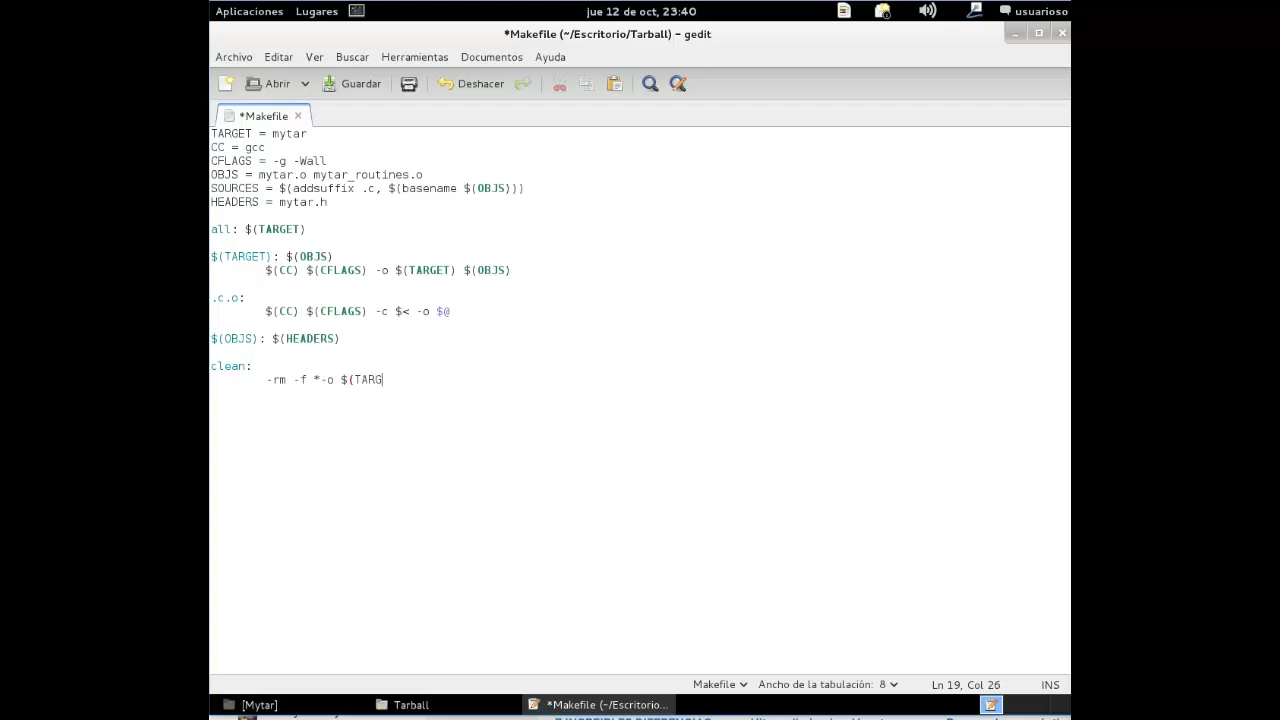 Aplicaciones Lugares jue 12 de oct, 23:40 usuarioso
*Makefile (~/Escritorio/Tarball) - gedit
Archivo Editar Ver Buscar Herramientas Documentos Ayuda
Abrir Guardar Deshacer
*Makefile
TARGET = mytar
CC = gcc
CFLAGS = -g -Wall
OBJS = mytar.o mytar_routines.o
SOURCES = $(addsuffix .c, $(basename $(OBJS)))
HEADERS = mytar.h
all: $(TARGET)
$(TARGET): $(OBJS)
$(CC) $(CFLAGS) -o $(TARGET) $(OBJS)
.c.o:
$(CC) $(CFLAGS) -c $< -o $@
$(OBJS): $(HEADERS)
clean:
-rm -f *-o $(TARG
Makefile Ancho de la tabulación: 8 Ln 19, Col 26 INS
[Mytar] Tarball *Makefile (~/Escritorio...